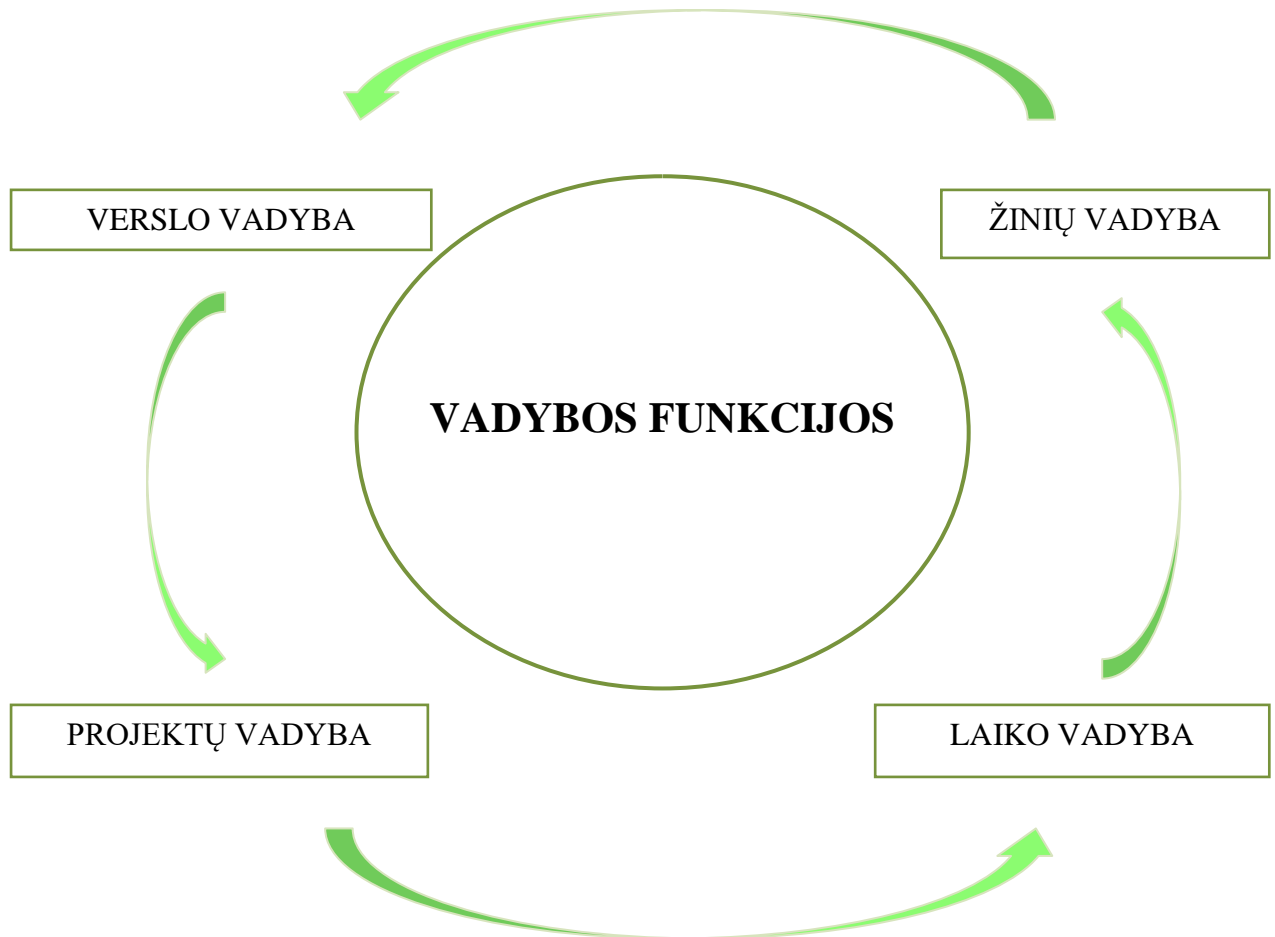 VERSLO VADYBA
ŽINIŲ VADYBA
VADYBOS FUNKCIJOS
PROJEKTŲ VADYBA
LAIKO VADYBA